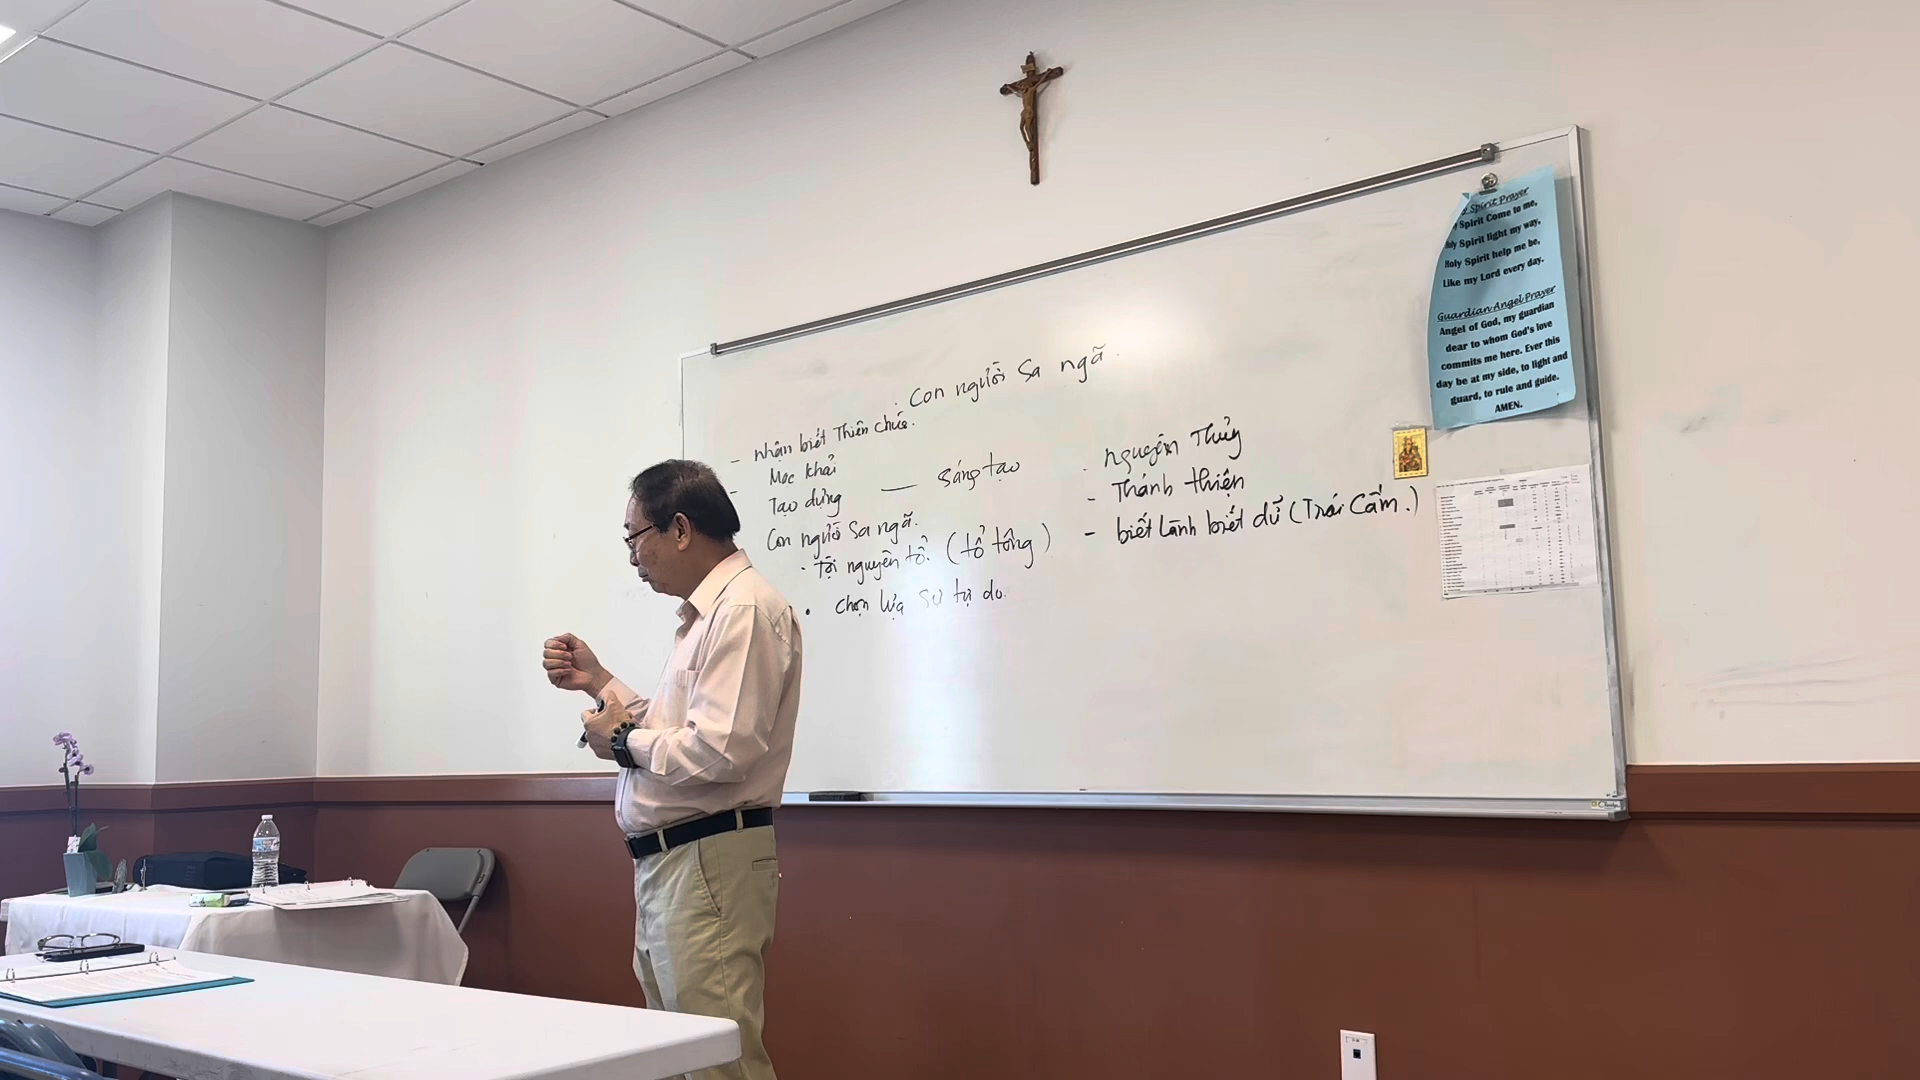 Con người Sa ngã
- nhận biết Thiên chúa.
Mạc khải
- Tạo dựng — sáng tạo
Con người Sa ngã.
· Tội nguyên tổ. (tổ tông)
• chọn lựa sự tự do.
- nguyên Thủy
- Thánh thiện
- biết Lành biết dữ (Trái Cấm.)
Spirit Prayer
Spirit Come to me,
Holy Spirit light my way,
Holy Spirit help me be,
Like my Lord every day.
Guardian Angel Prayer
Angel of God, my guardian
dear to whom God's love
commits me here. Ever this
day be at my side, to light and
guard, to rule and guide.
AMEN.